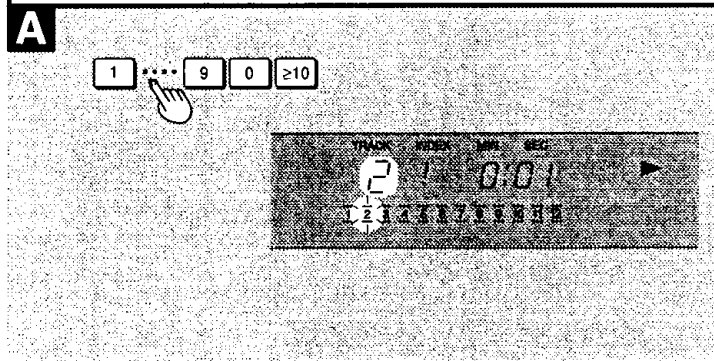 A
1 •••• 9 0 ≥10
TRACK INDEX MIN SEC
2 1 0:01
1 2 3 4 5 6 7 8 9 10 11 12